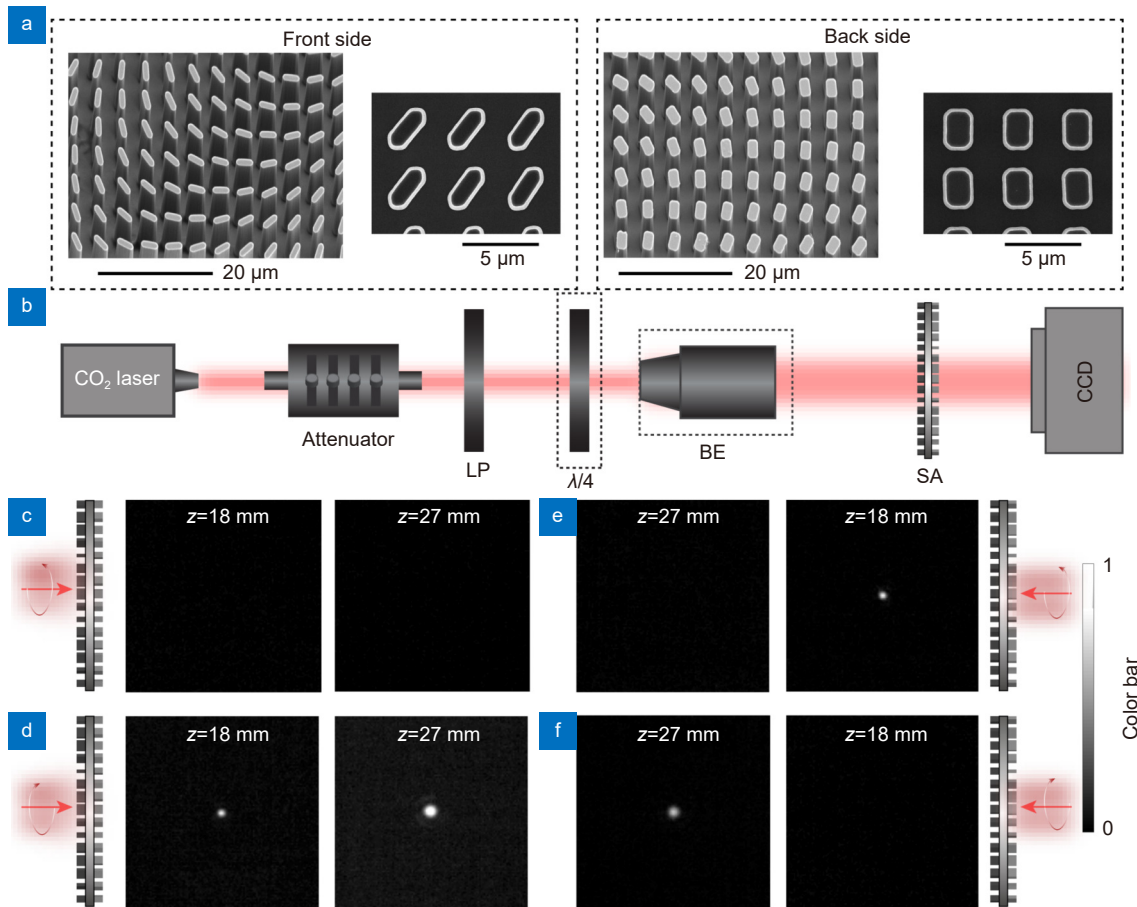 a
Front side
Back side
20 µm
5 µm
20 µm
5 µm
b
CO₂ laser
Attenuator
LP
λ/4
BE
SA
CCD
c
z=18 mm
z=27 mm
e
z=27 mm
z=18 mm
1
Color bar
0
d
z=18 mm
z=27 mm
f
z=27 mm
z=18 mm